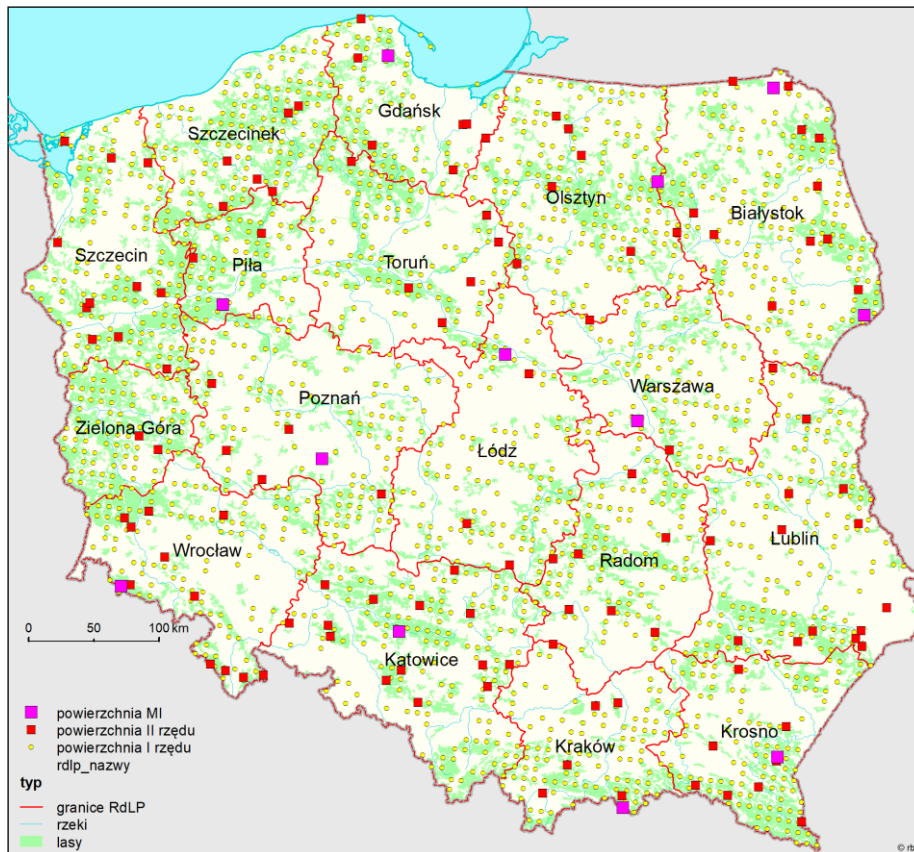 Gdańsk
Szczecinek
Olsztyn
Białystok
Szczecin
Piła
Toruń
Warszawa
Poznań
Zielona Góra
Łódz
Lublin
Wrocław
Radom
0 50 100 km
Katowice
Krosno
Kraków
powierzchnia MI
powierzchnia II rzędu
powierzchnia I rzędu
rdlp_nazwy
typ
granice RdLP
rzeki
lasy